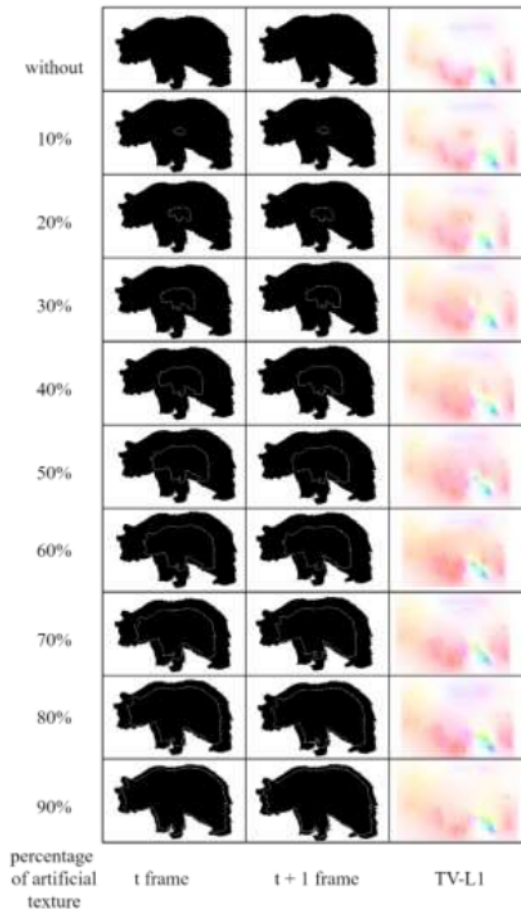 without
10%
20%
30%
40%
50%
60%
70%
80%
90%
percentage
of artificial
texture
t frame
t + 1 frame
TV-L1